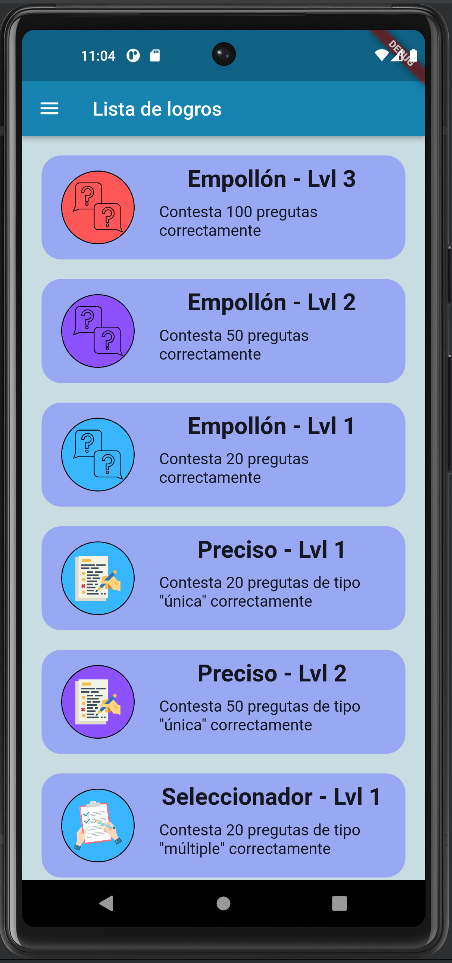 11:04
DEBUG
Lista de logros
Empollón - Lvl 3
Contesta 100 pregutas
correctamente
Empollón - Lvl 2
Contesta 50 pregutas
correctamente
Empollón - Lvl 1
Contesta 20 pregutas
correctamente
Preciso - Lvl 1
Contesta 20 pregutas de tipo
"única" correctamente
Preciso - Lvl 2
Contesta 50 pregutas de tipo
"única" correctamente
Seleccionador - Lvl 1
Contesta 20 pregutas de tipo
"múltiple" correctamente